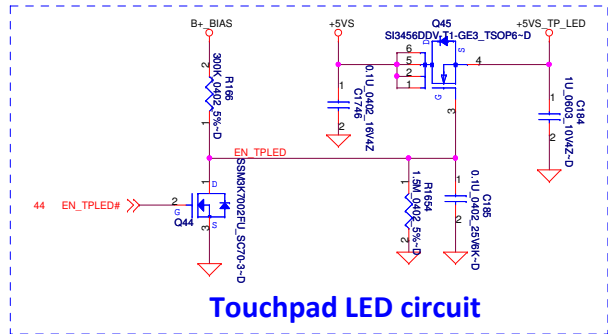 B+_BIAS
+5VS
Q45
+5VS_TP_LED
SI3456DDV-T1-GE3_TSOP6~D
D
S
6
5
2
1
4
G
3
2
R166
300K_0402_5%~D
1
1
C1746
0.1U_0402_16V4Z
2
1
C184
1U_0603_10V4Z~D
2
EN_TPLED
44 EN_TPLED#
1
D
2
G
S
3
Q44
SSM3K7002FU_SC70-3~D
1
R1654
1.5M_0402_5%~D
2
1
C185
0.1U_0402_25V6K~D
2
Touchpad LED circuit